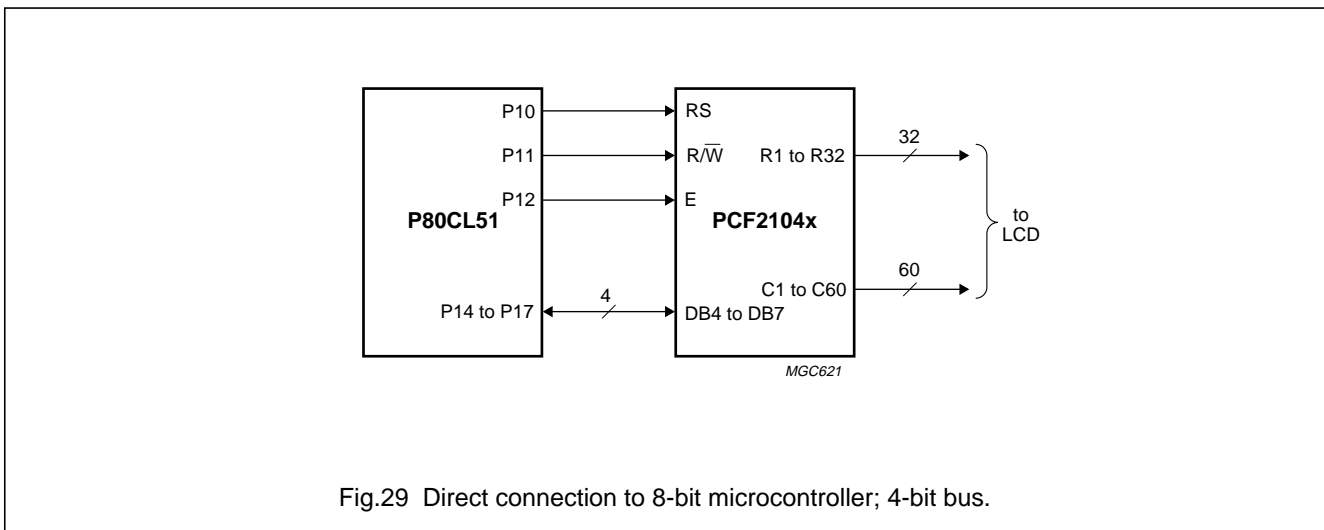 P10
RS
P11
R/W̅
R1 to R32
32
P12
E
P80CL51
PCF2104x
to
LCD
C1 to C60
60
P14 to P17
4
DB4 to DB7
MGC621
Fig.29 Direct connection to 8-bit microcontroller; 4-bit bus.